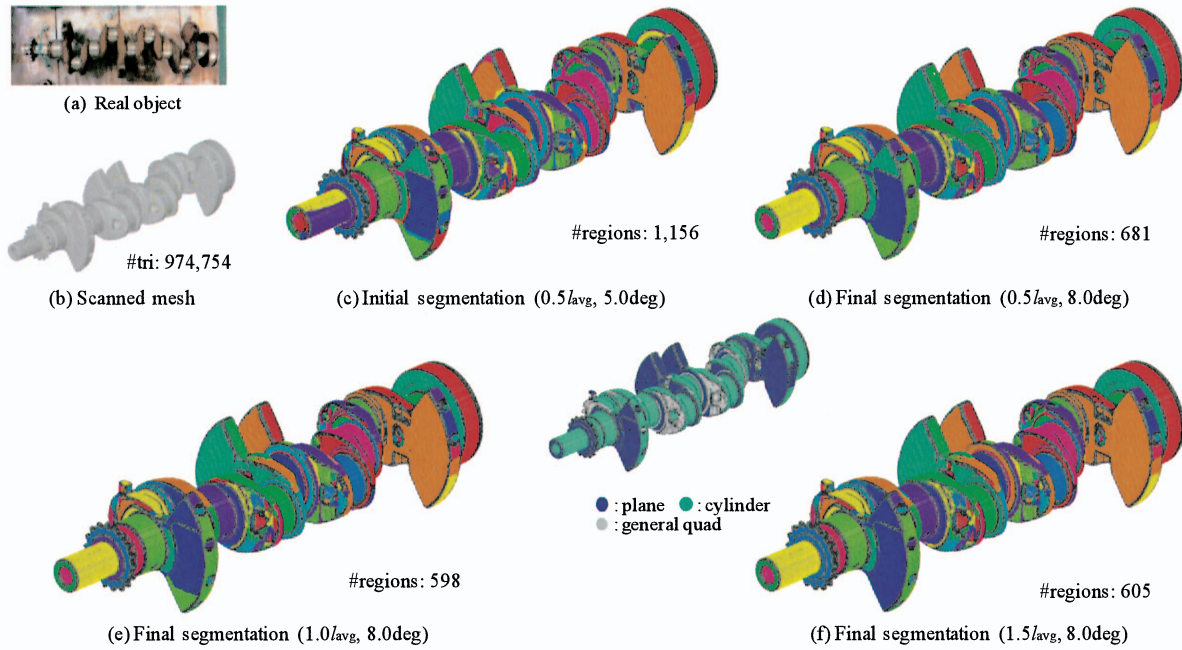 (a) Real object
#tri: 974,754
(b) Scanned mesh
#regions: 1,156
(c) Initial segmentation (0.5lavg, 5.0deg)
#regions: 681
(d) Final segmentation (0.5lavg, 8.0deg)
#regions: 598
(e) Final segmentation (1.0lavg, 8.0deg)
: plane : cylinder
: general quad
#regions: 605
(f) Final segmentation (1.5lavg, 8.0deg)